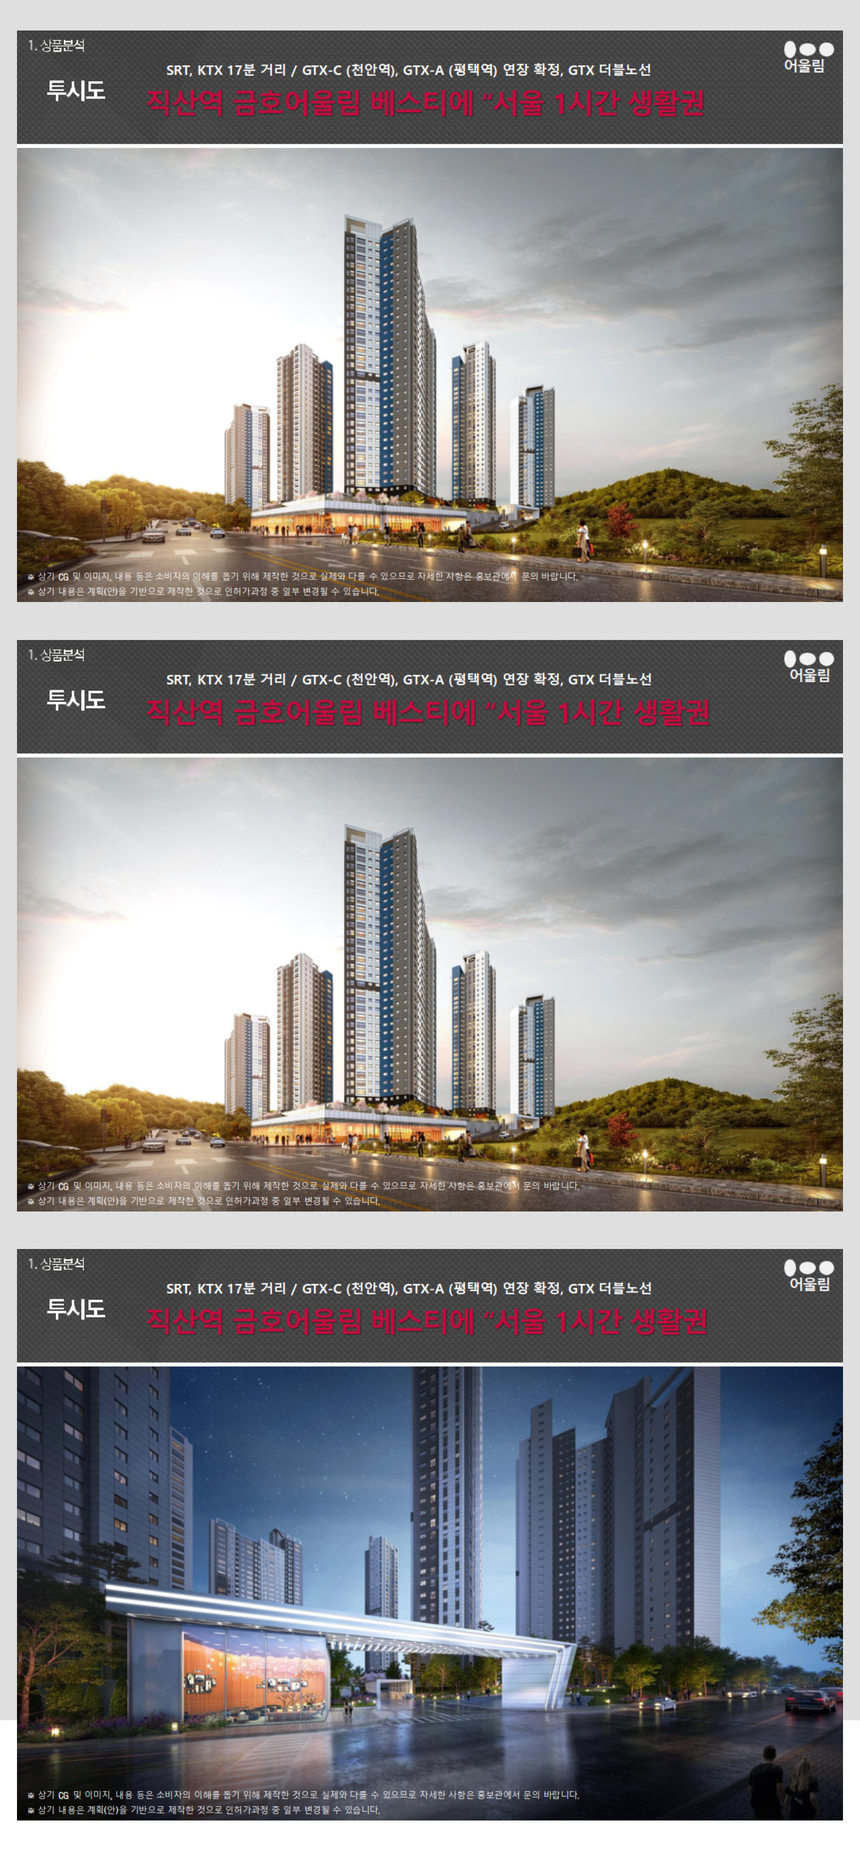 1. 상품분석
어울림
SRT, KTX 17분 거리 / GTX-C (천안역), GTX-A (평택역) 연장 확정, GTX 더블노선
투시도
직산역 금호어울림 베스티에 “서울 1시간 생활권
※ 상기 CG 및 이미지, 내용 등은 소비자의 이해를 돕기 위해 제작한 것으로 실제와 다를 수 있으므로 자세한 사항은 홍보관에서 문의 바랍니다.
※ 상기 내용은 계획(안)을 기반으로 제작한 것으로 인허가과정 중 일부 변경될 수 있습니다.
1. 상품분석
어울림
SRT, KTX 17분 거리 / GTX-C (천안역), GTX-A (평택역) 연장 확정, GTX 더블노선
투시도
직산역 금호어울림 베스티에 “서울 1시간 생활권
※ 상기 CG 및 이미지, 내용 등은 소비자의 이해를 돕기 위해 제작한 것으로 실제와 다를 수 있으므로 자세한 사항은 홍보관에서 문의 바랍니다.
※ 상기 내용은 계획(안)을 기반으로 제작한 것으로 인허가과정 중 일부 변경될 수 있습니다.
1. 상품분석
어울림
SRT, KTX 17분 거리 / GTX-C (천안역), GTX-A (평택역) 연장 확정, GTX 더블노선
투시도
직산역 금호어울림 베스티에 “서울 1시간 생활권
※ 상기 CG 및 이미지, 내용 등은 소비자의 이해를 돕기 위해 제작한 것으로 실제와 다를 수 있으므로 자세한 사항은 홍보관에서 문의 바랍니다.
※ 상기 내용은 계획(안)을 기반으로 제작한 것으로 인허가과정 중 일부 변경될 수 있습니다.